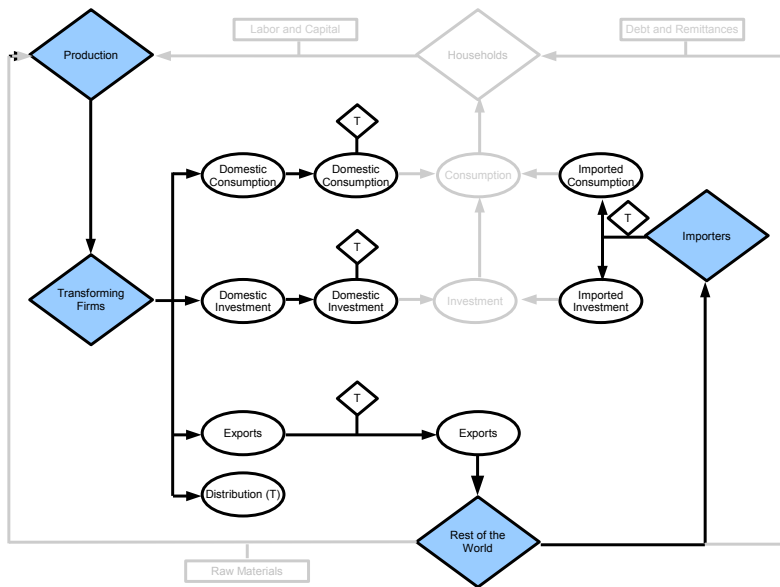 Labor and Capital
Debt and Remittances
Production
Households
T
Domestic
Consumption
Domestic
Consumption
Consumption
Imported
Consumption
T
Importers
T
Transforming
Firms
Domestic
Investment
Domestic
Investment
Investment
Imported
Investment
T
Exports
Exports
Distribution (T)
Rest of the
World
Raw Materials